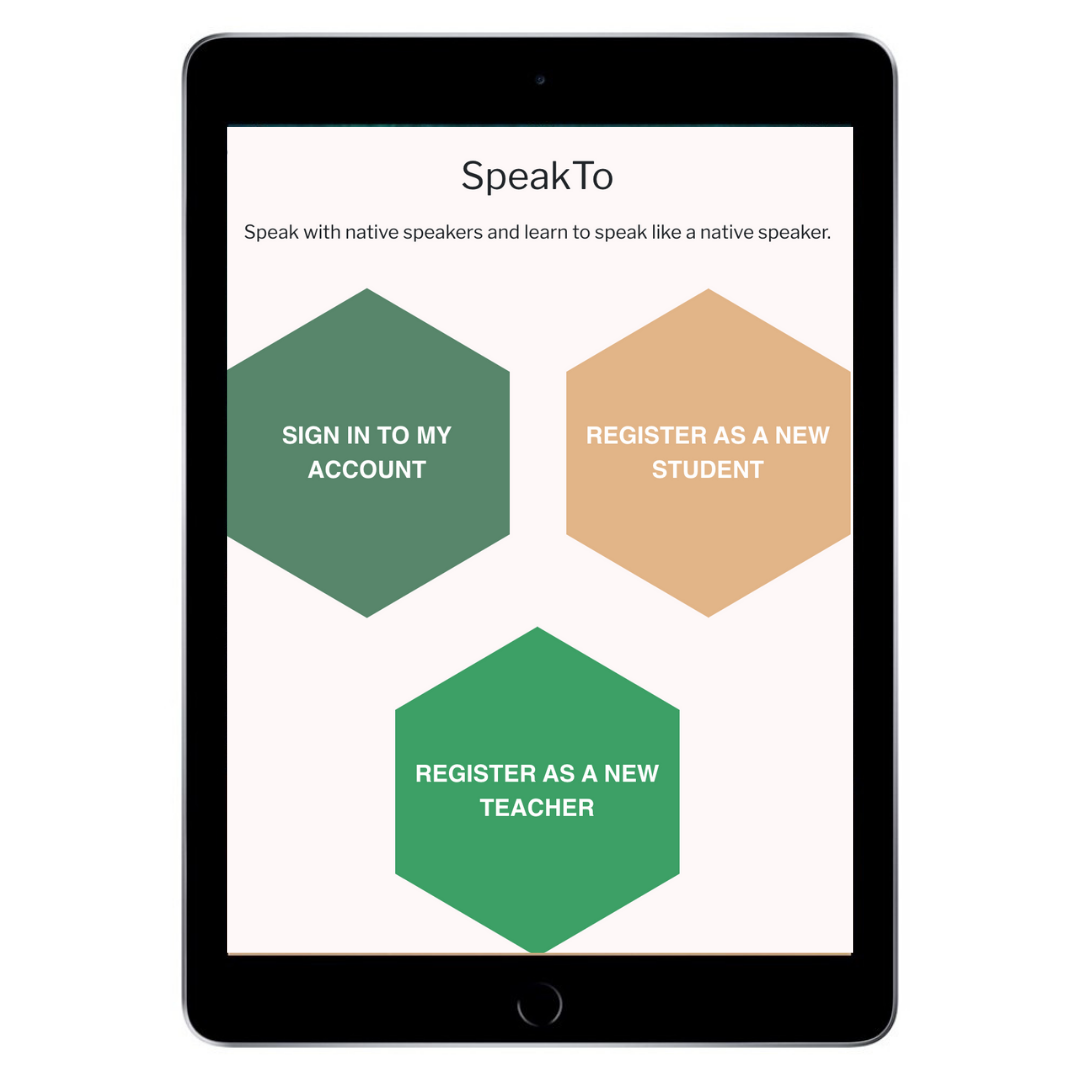 SpeakTo
Speak with native speakers and learn to speak like a native speaker.
SIGN IN TO MY
ACCOUNT
REGISTER AS A NEW
STUDENT
REGISTER AS A NEW
TEACHER